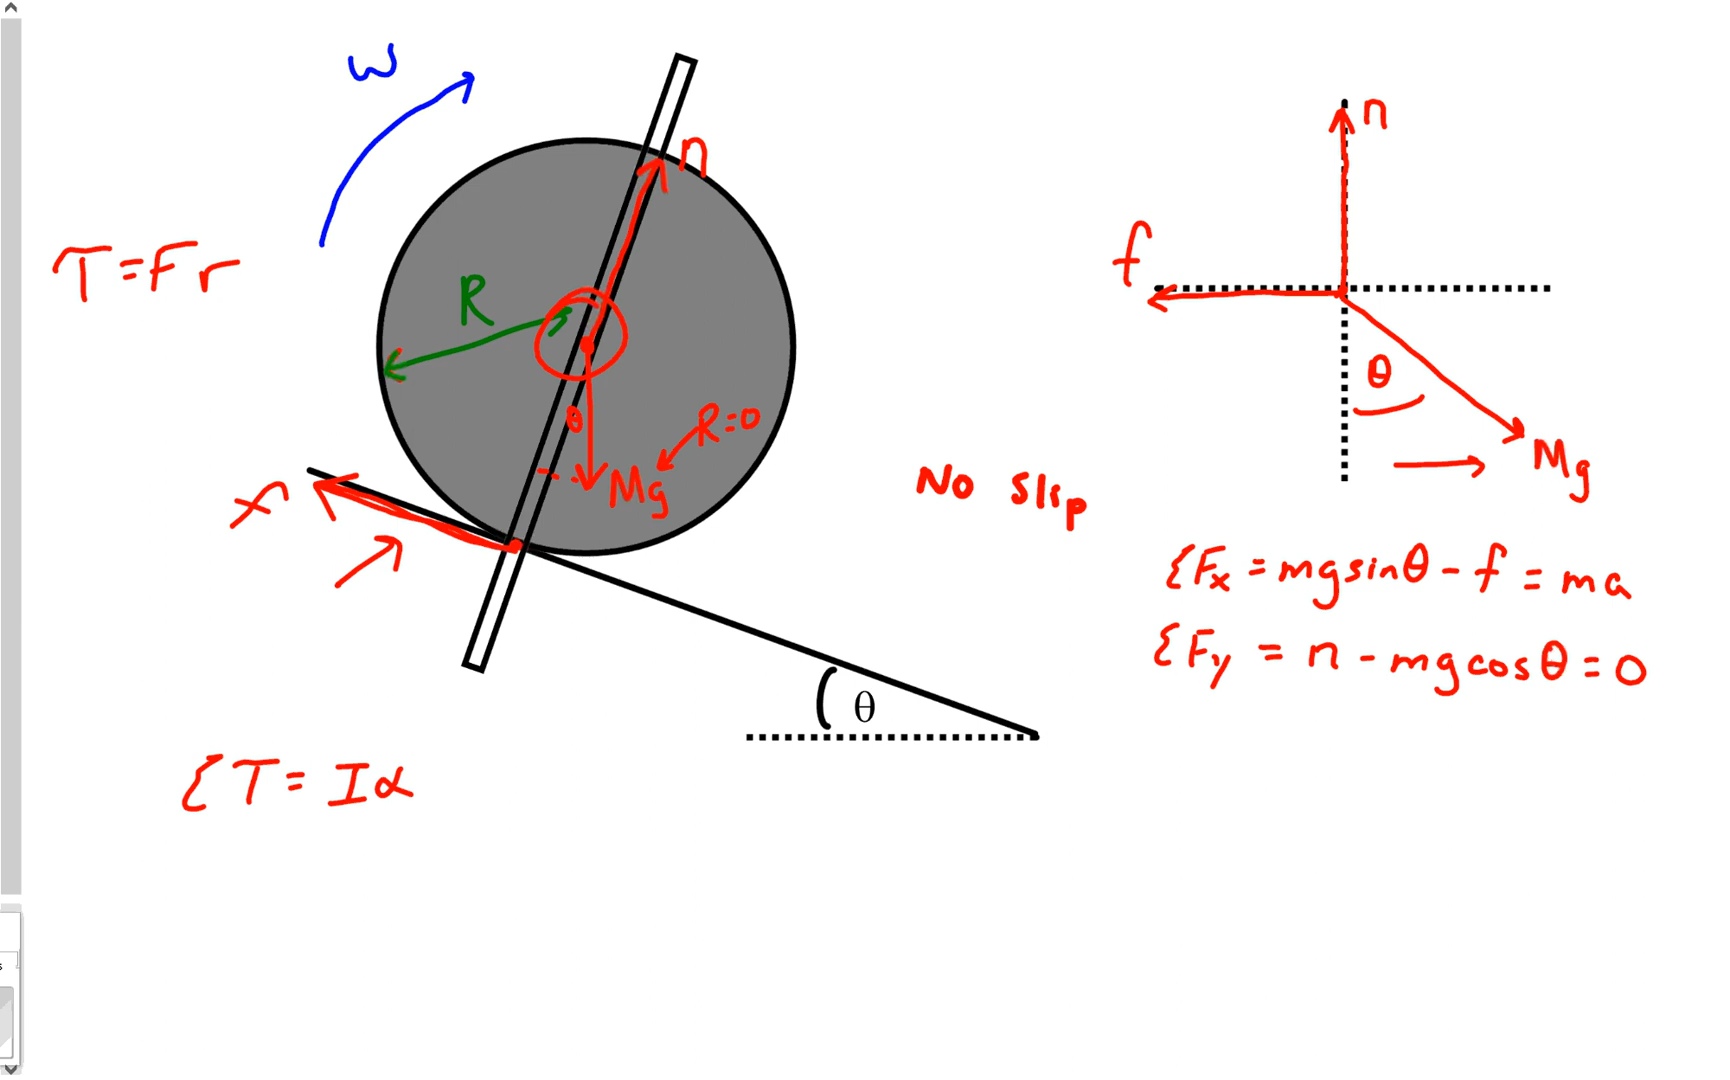 ω
n
T = Fr
R
θ
R = 0
Mg
f
θ
n
f
θ
Mg
No Slip
ΣFx = mgsinθ - f = ma
ΣFy = n - mgcosθ = 0
ΣT = Iα